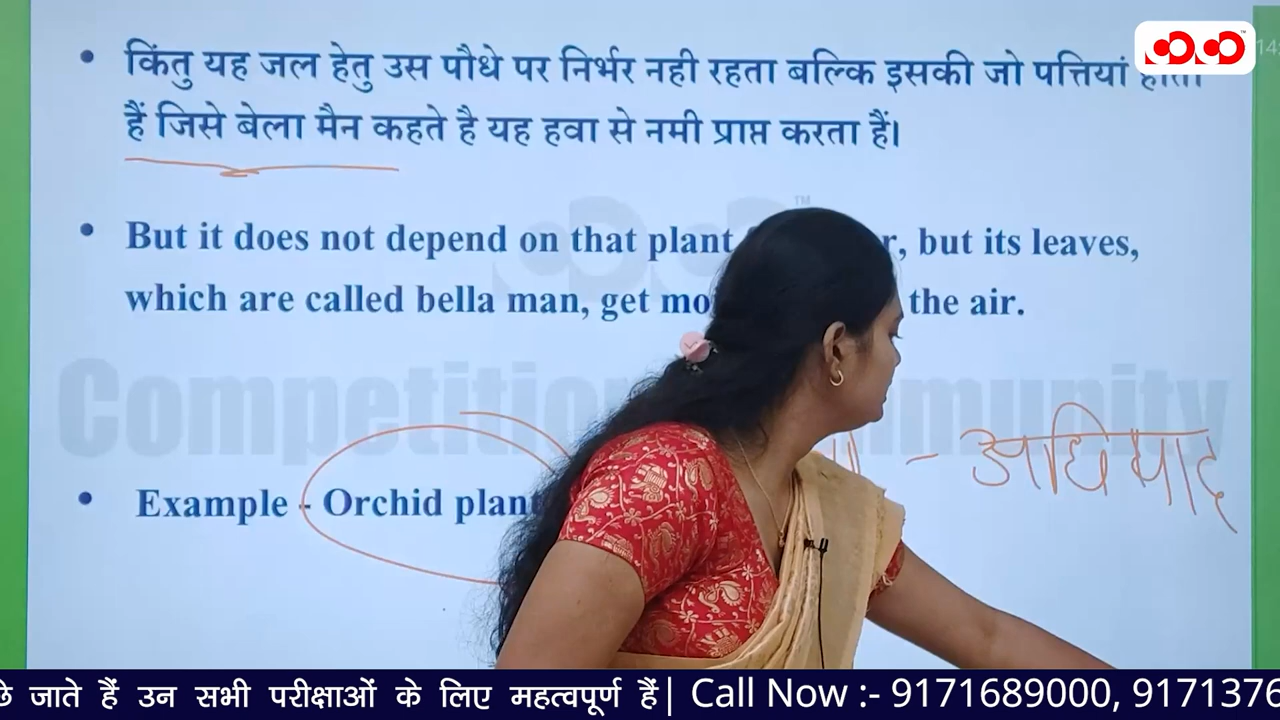 किंतु यह जल हेतु उस पौधे पर निर्भर नही रहता बल्कि इसकी जो पत्तियां होती
हैं जिसे बेला मैन कहते है यह हवा से नमी प्राप्त करता हैं।
But it does not depend on that plant but its leaves,
which are called bella man, get the air.
Competition Community
Example - Orchid plant
जाते हैं उन सभी परीक्षाओं के लिए महत्वपूर्ण हैं| Call Now :- 9171689000, 9171376